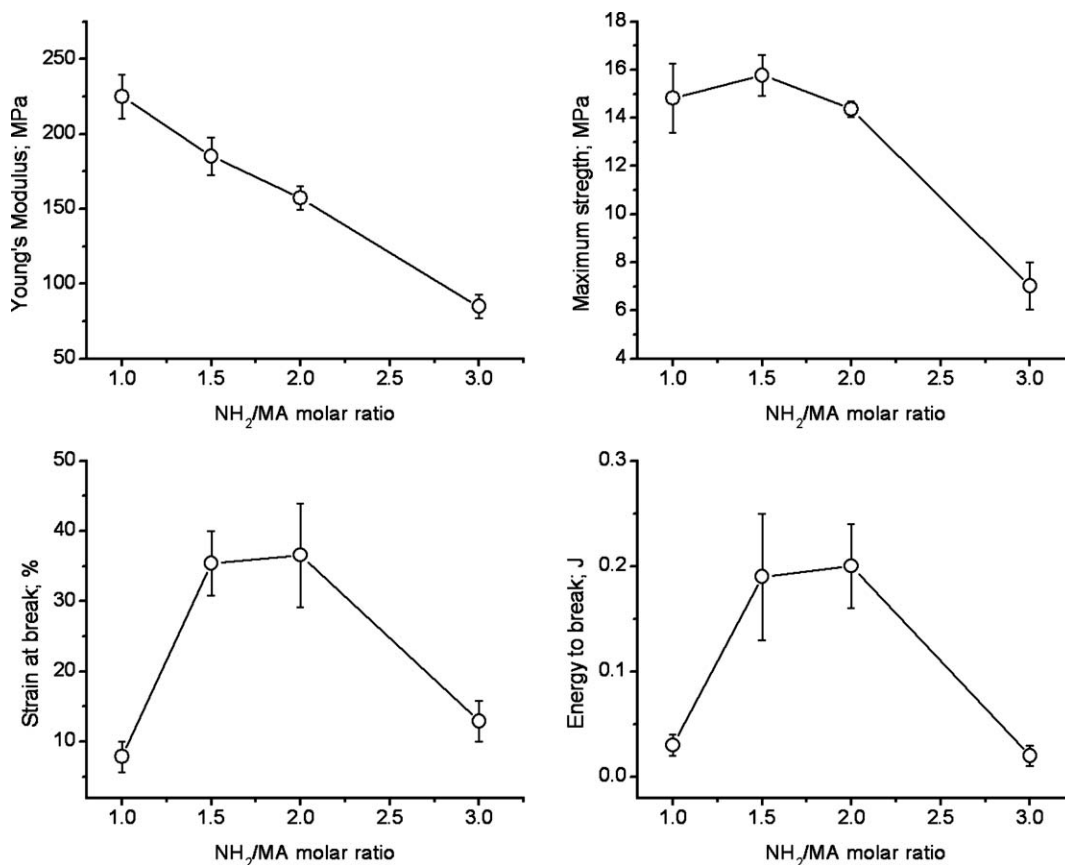 Young's Modulus; MPa
250
200
150
100
50
1.0 1.5 2.0 2.5 3.0
NH₂/MA molar ratio
Maximum stregth; MPa
18
16
14
12
10
8
6
4
1.0 1.5 2.0 2.5 3.0
NH₂/MA molar ratio
Strain at break; %
50
40
30
20
10
1.0 1.5 2.0 2.5 3.0
NH₂/MA molar ratio
Energy to break; J
0.3
0.2
0.1
0.0
1.0 1.5 2.0 2.5 3.0
NH₂/MA molar ratio